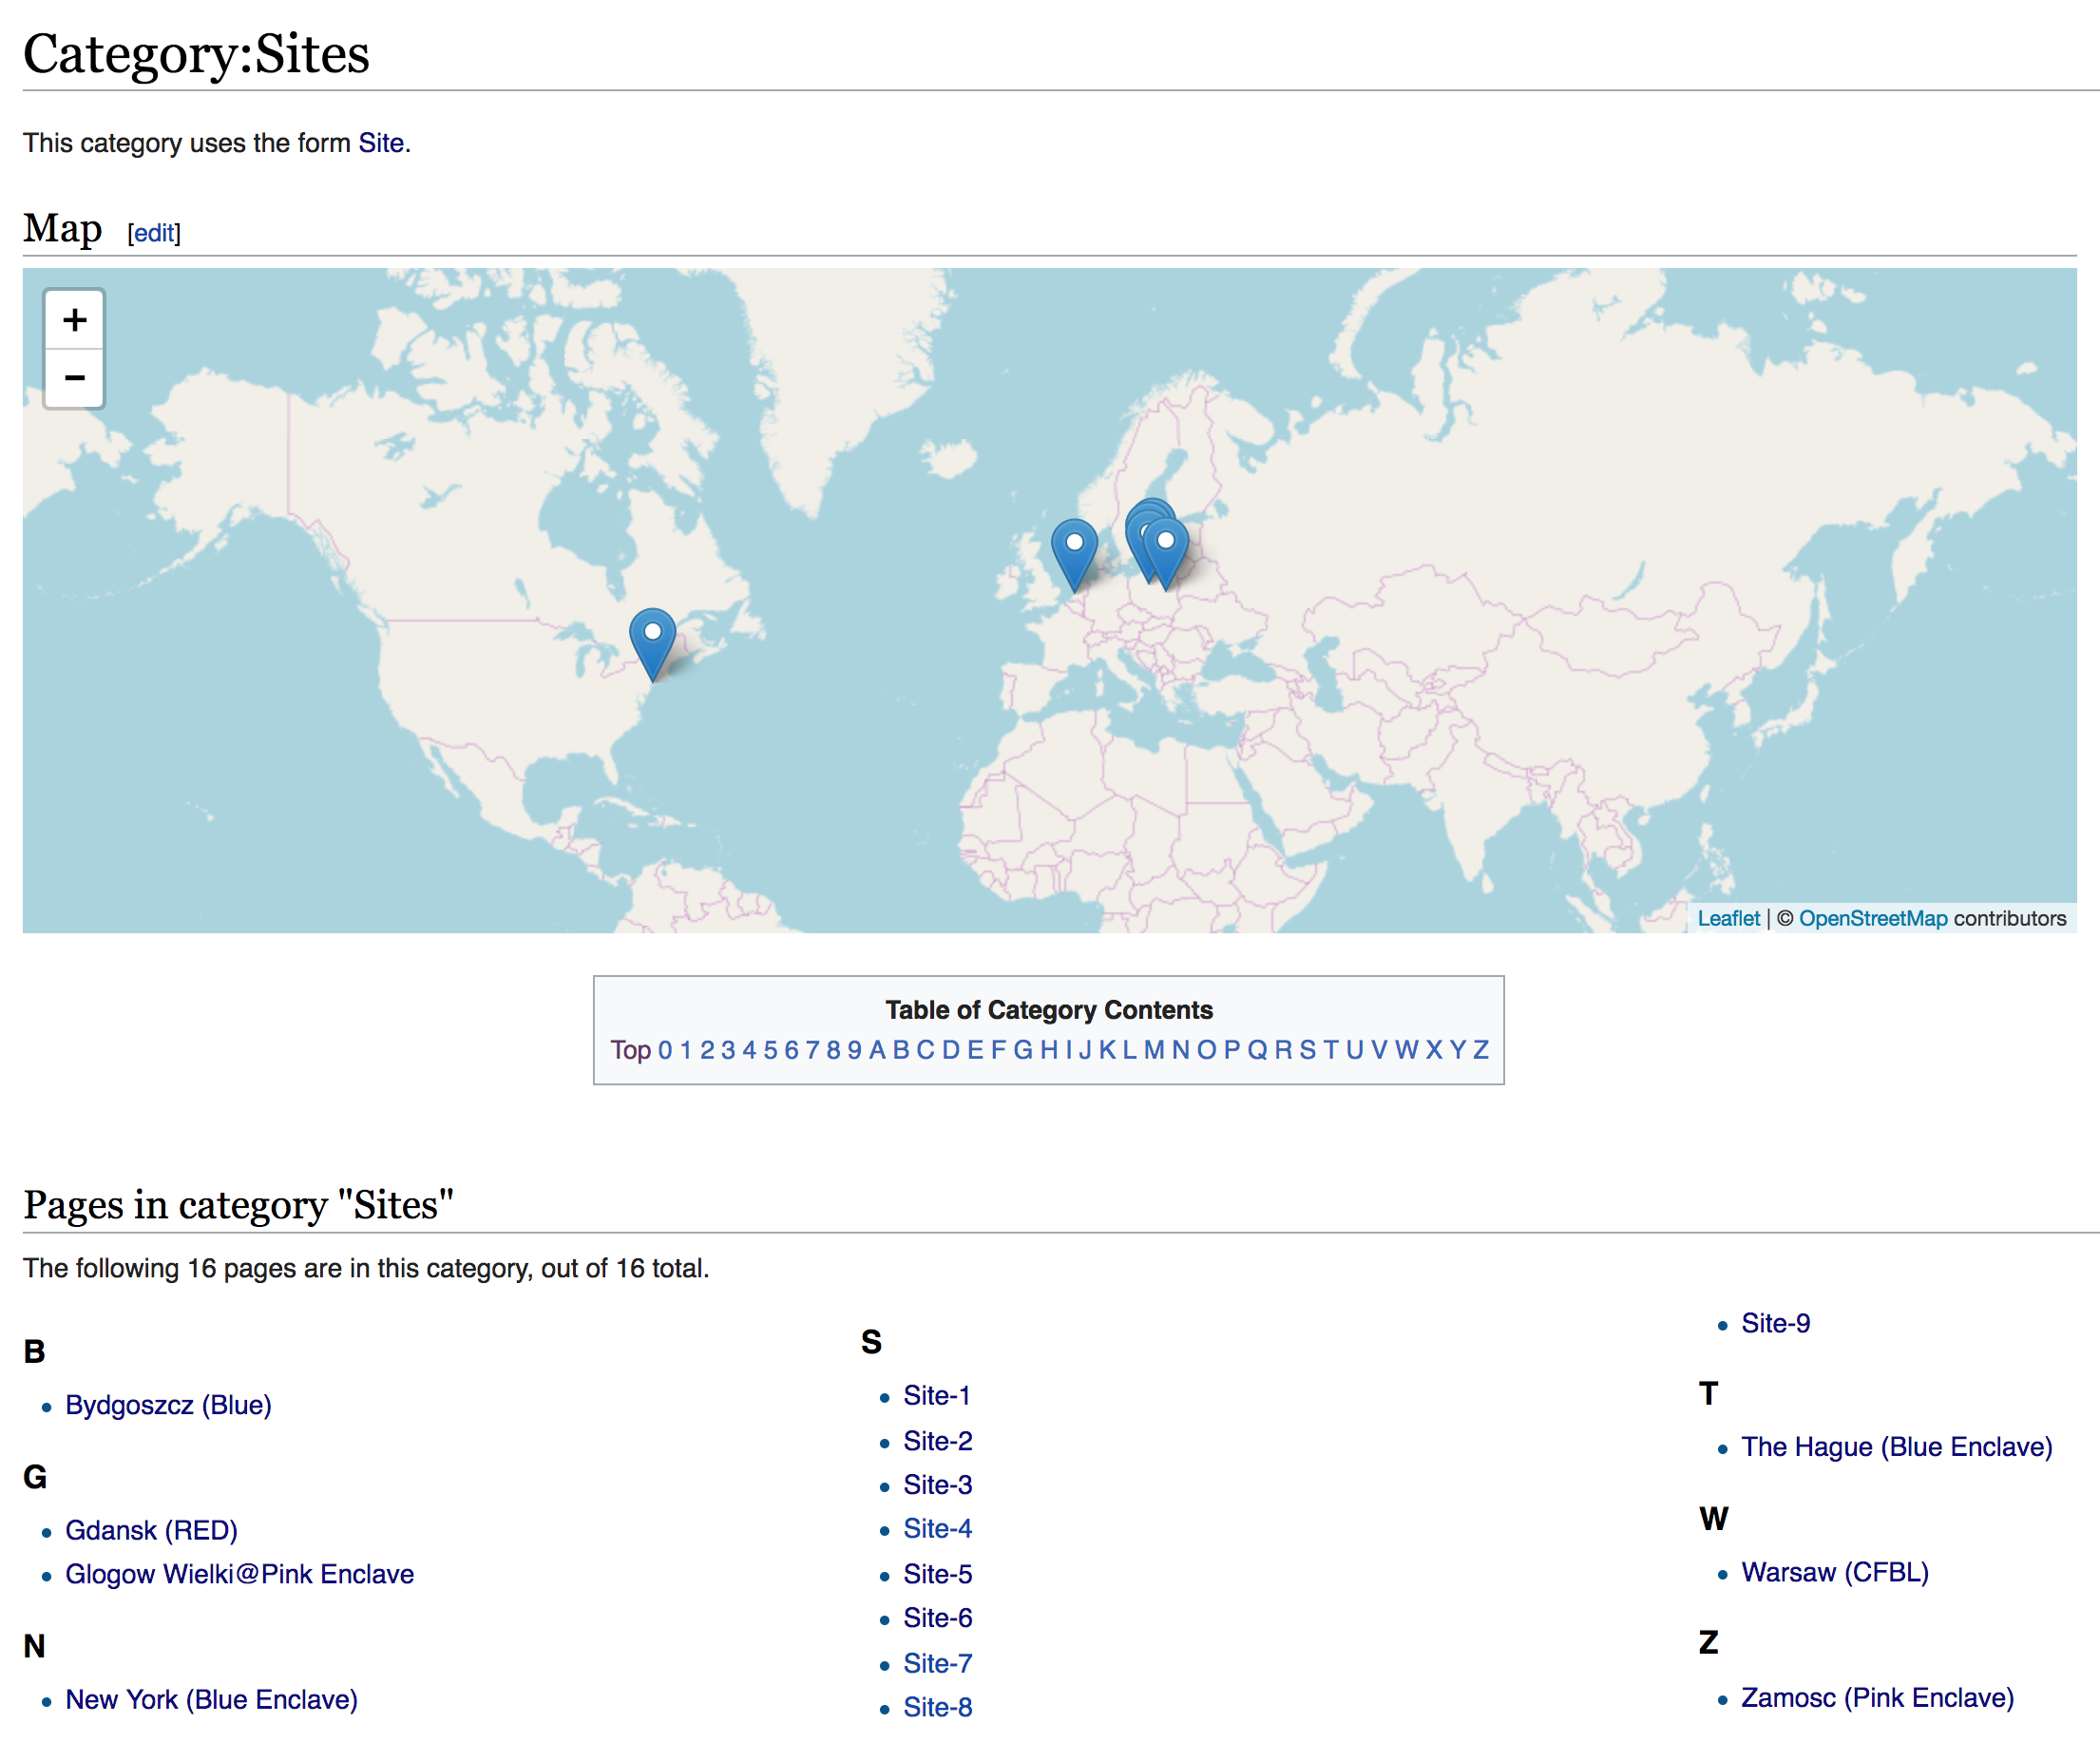 Category:Sites
This category uses the form Site.
Map [edit]
+
−
Leaflet | © OpenStreetMap contributors
Table of Category Contents
Top 0 1 2 3 4 5 6 7 8 9 A B C D E F G H I J K L M N O P Q R S T U V W X Y Z
Pages in category "Sites"
The following 16 pages are in this category, out of 16 total.
B
Bydgoszcz (Blue)
G
Gdansk (RED)
Glogow Wielki@Pink Enclave
N
New York (Blue Enclave)
S
Site-1
Site-2
Site-3
Site-4
Site-5
Site-6
Site-7
Site-8
Site-9
T
The Hague (Blue Enclave)
W
Warsaw (CFBL)
Z
Zamosc (Pink Enclave)